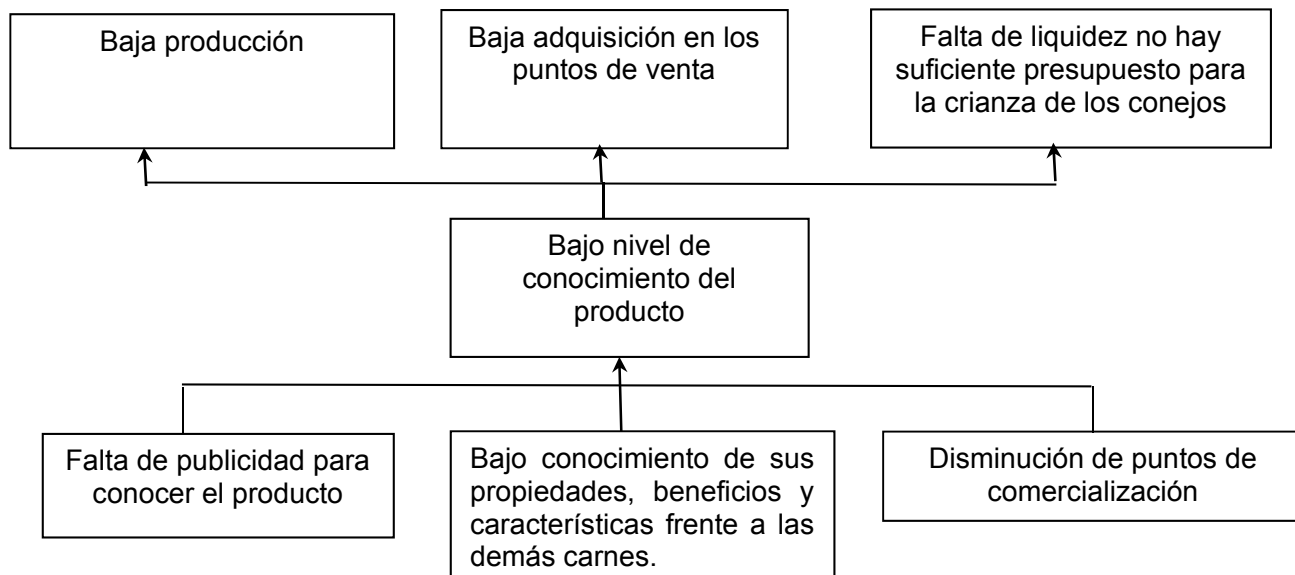 Baja producción
Baja adquisición en los
puntos de venta
Falta de liquidez no hay
suficiente presupuesto para
la crianza de los conejos
Bajo nivel de
conocimiento del
producto
Falta de publicidad para
conocer el producto
Bajo conocimiento de sus
propiedades, beneficios y
características frente a las
demás carnes.
Disminución de puntos de
comercialización